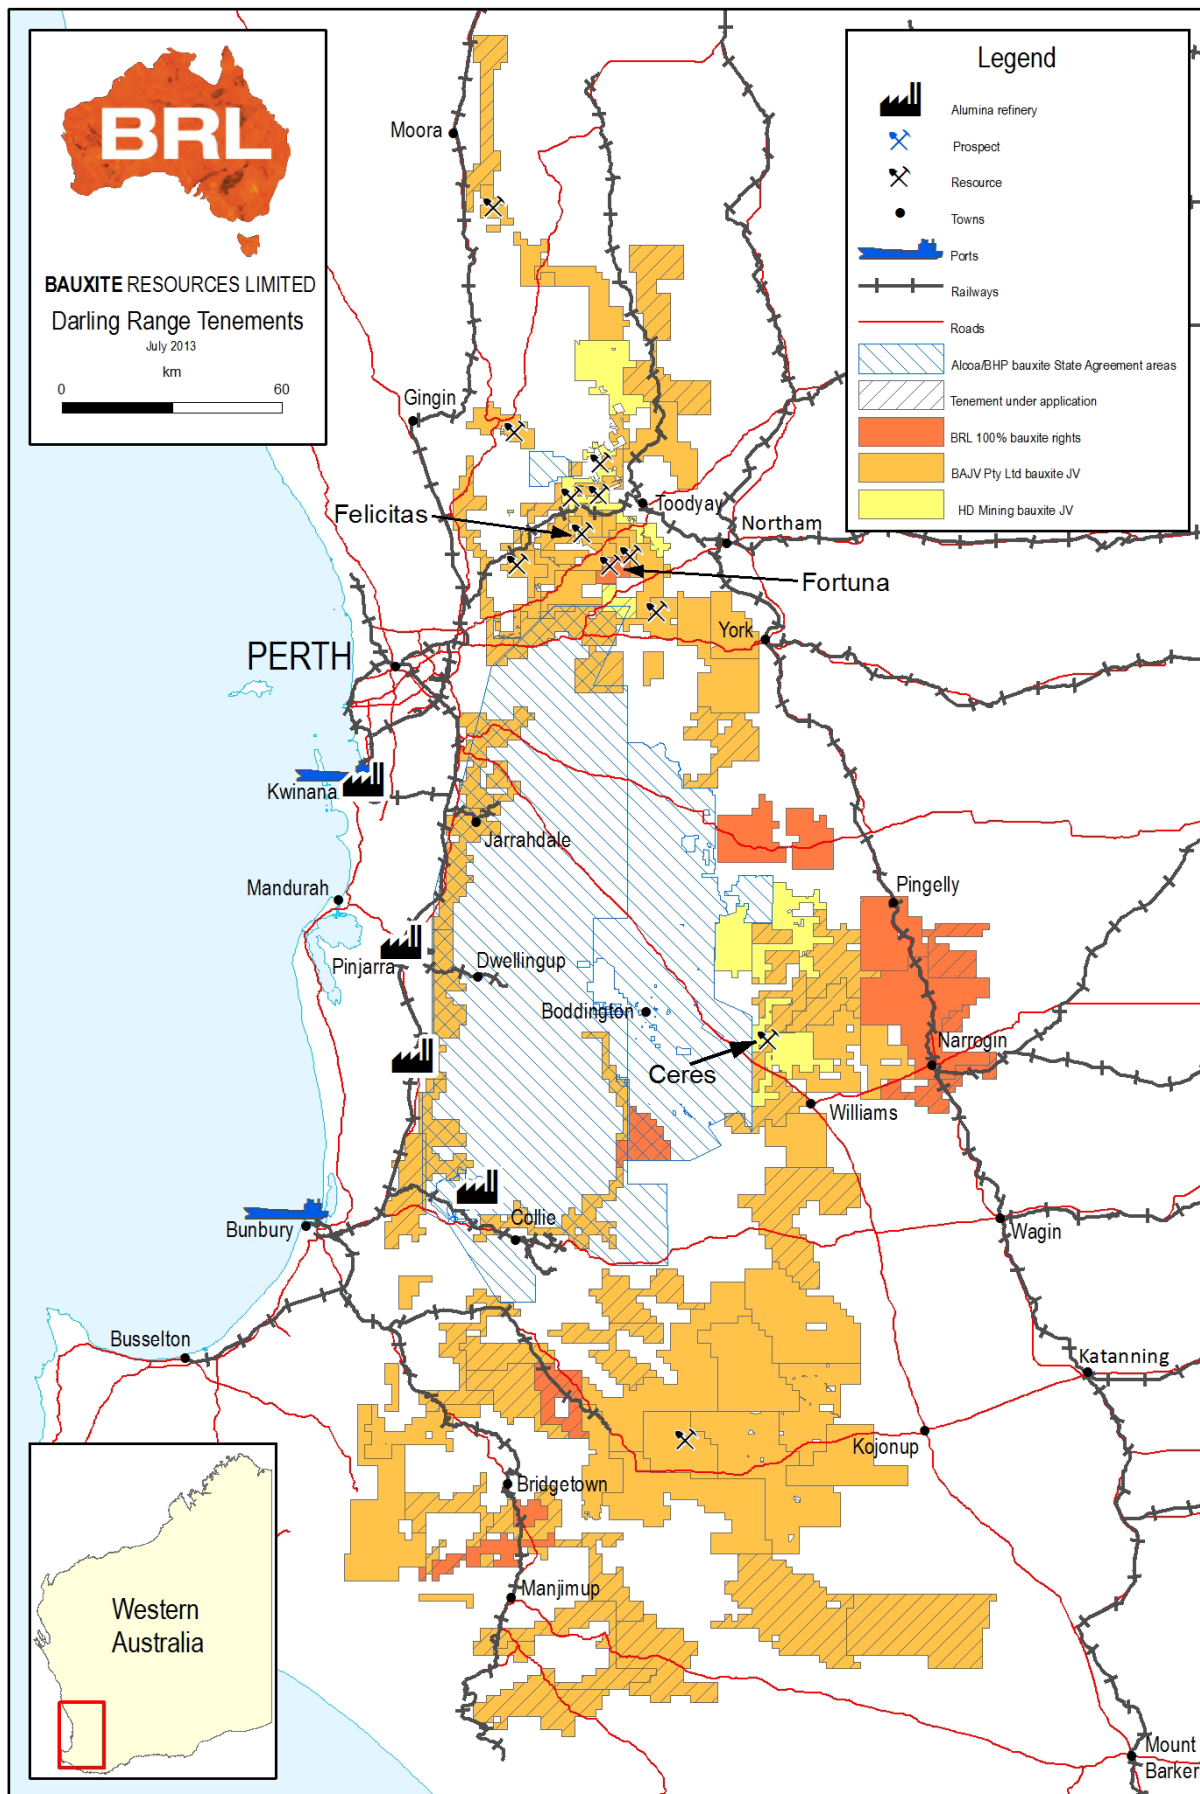 BRL
BAUXITE RESOURCES LIMITED
Darling Range Tenements
July 2013
km
0 60
Legend
Alumina refinery
Prospect
Resource
Towns
Ports
Railways
Roads
Alcoa/BHP bauxite State Agreement areas
Tenement under application
BRL 100% bauxite rights
BAJV Pty Ltd bauxite JV
HD Mining bauxite JV
Moora
Gingin
Toodyay
Felicitas
Northam
Fortuna
York
PERTH
Kwinana
Jarrahdale
Mandurah
Pingelly
Pinjarra
Dwellingup
Boddington
Narrogin
Ceres
Williams
Collie
Bunbury
Wagin
Busselton
Katanning
Kojonup
Bridgetown
Manjimup
Western
Australia
Mount
Barker